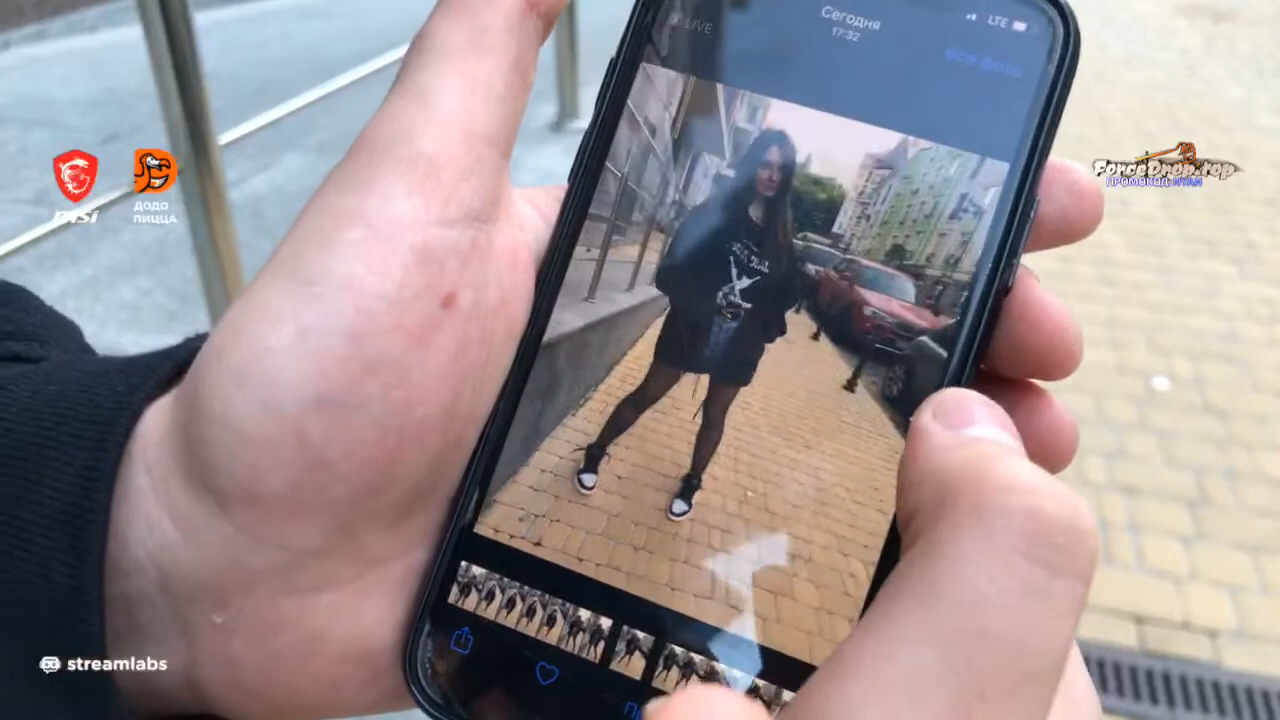 LIVE
Сегодня
17:32
LTE
ВСЕ ФОТО
msi
ДОДО
ПИЦЦА
ForceDrop.top
ПРОМОКОД:
streamlabs